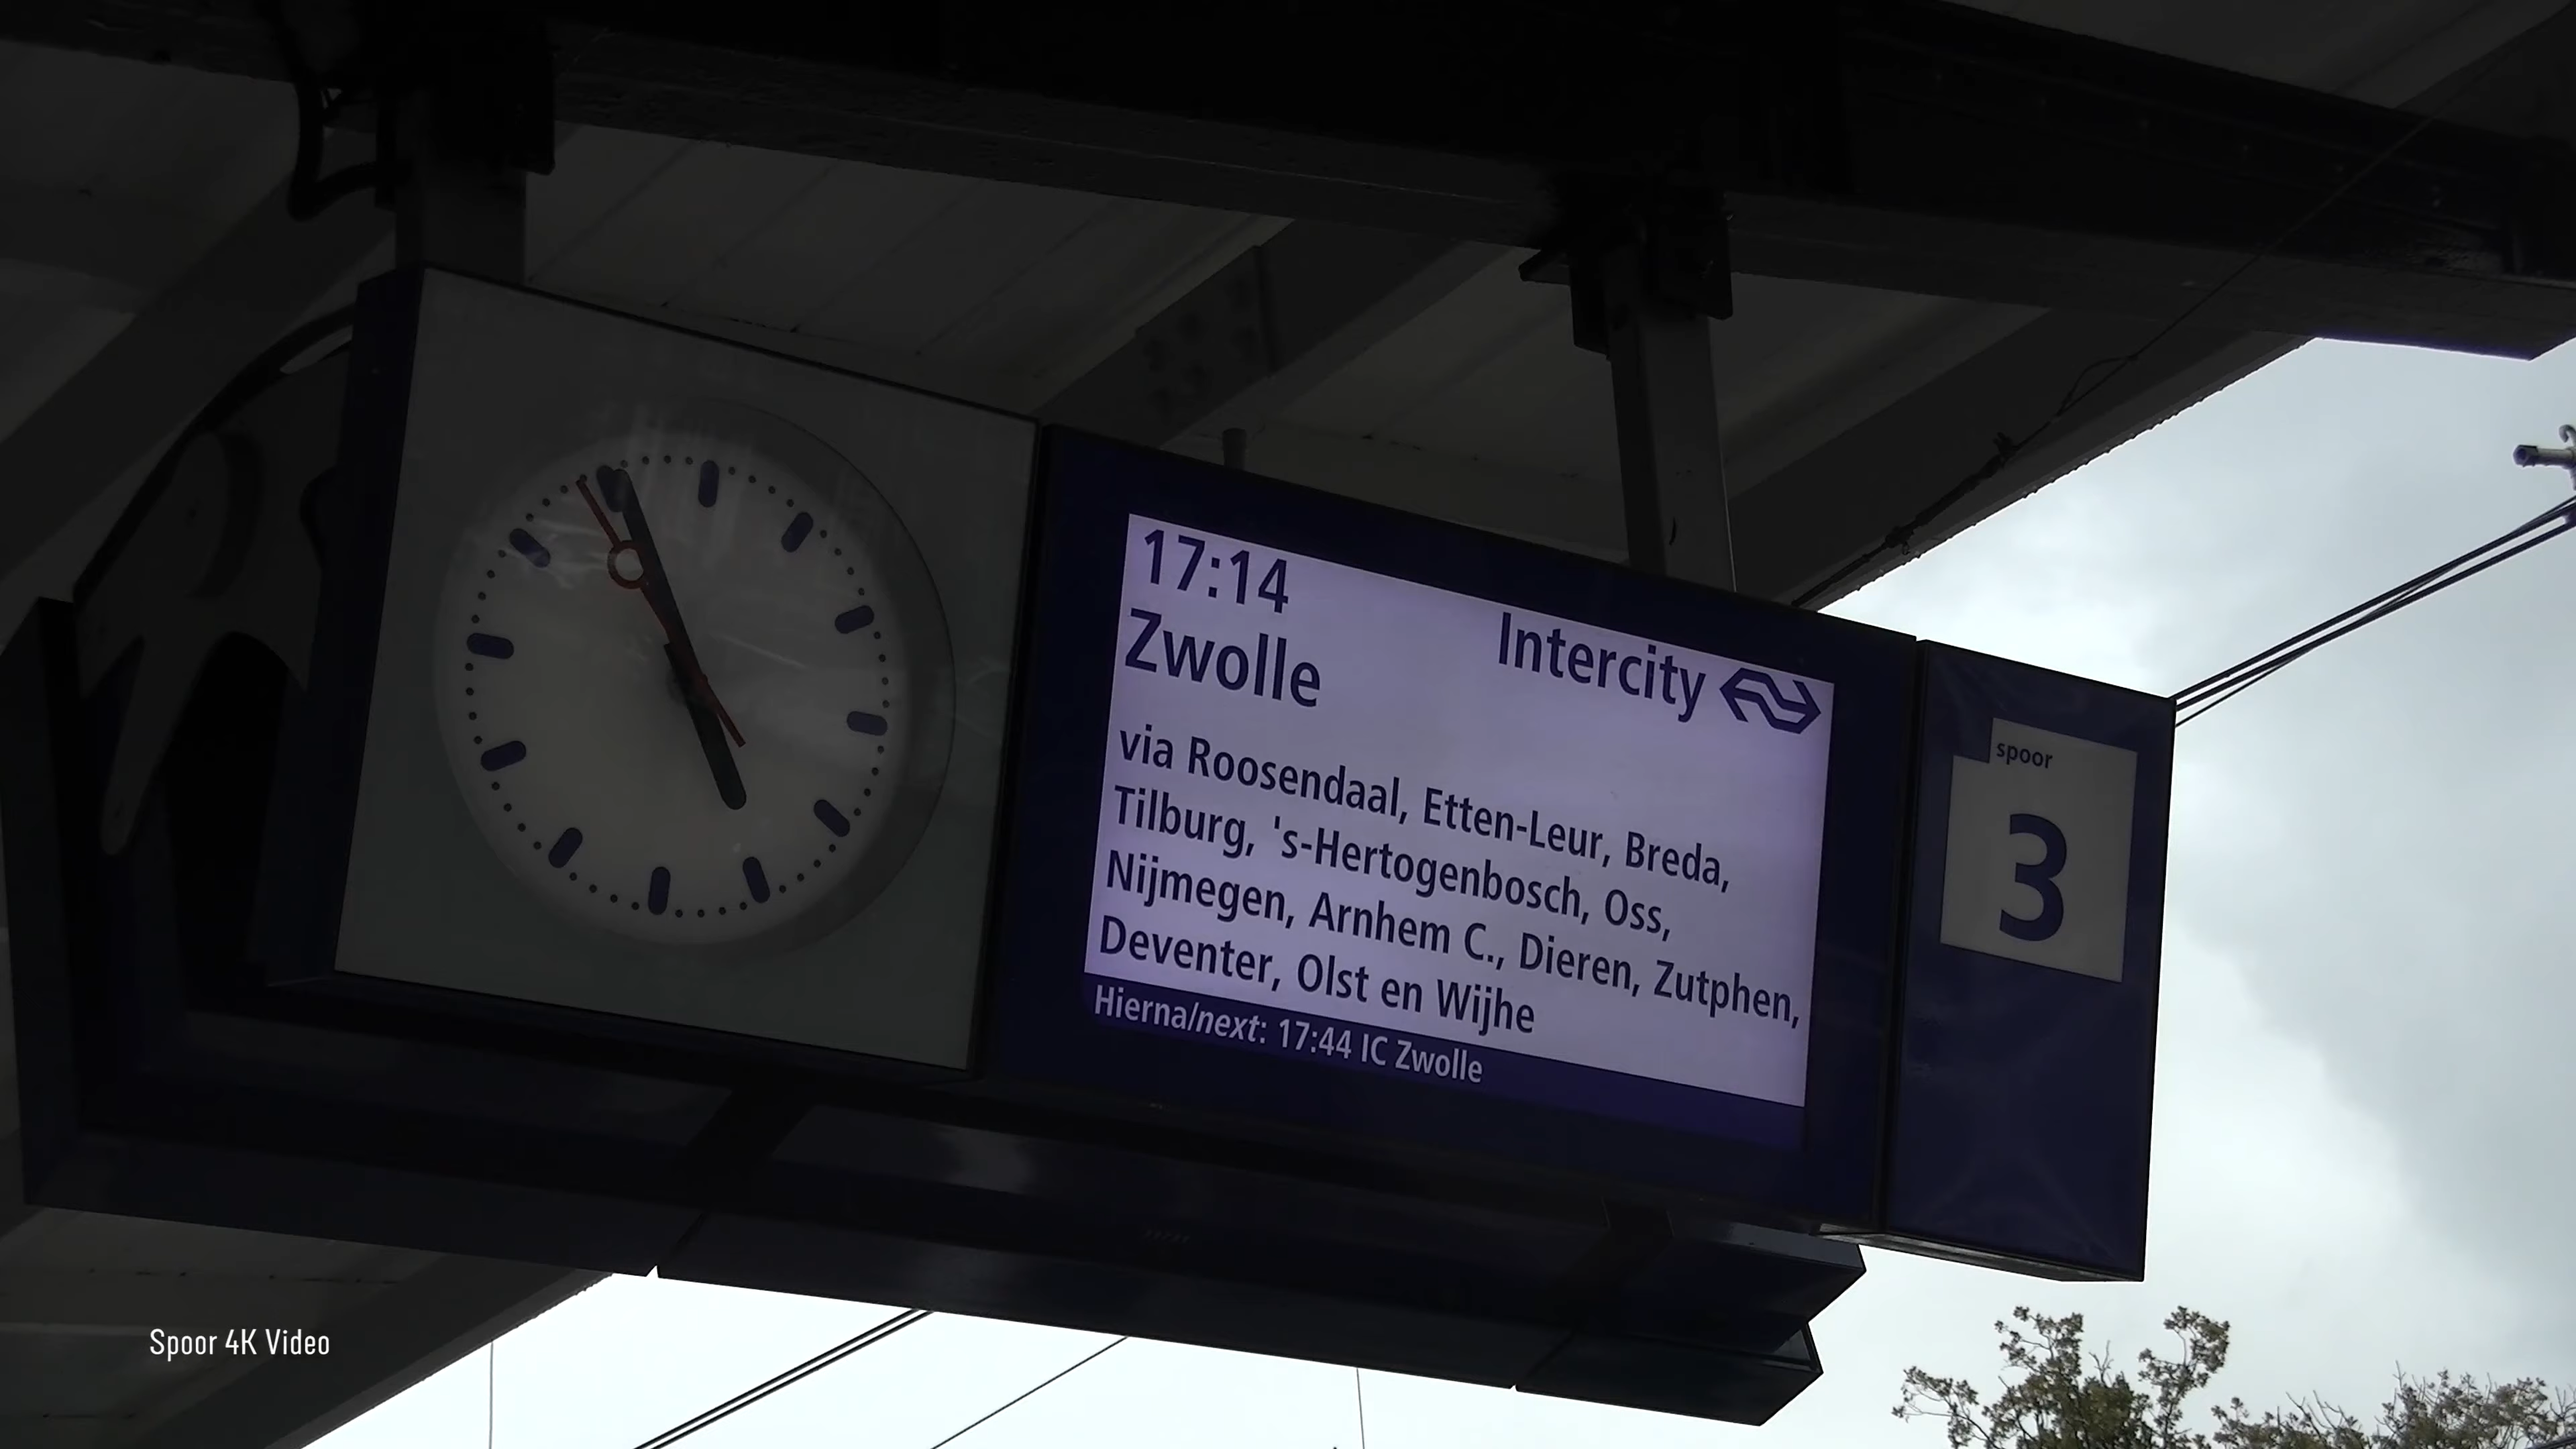 17:14
Zwolle
Intercity
via Roosendaal, Etten-Leur, Breda,
Tilburg, 's-Hertogenbosch, Oss,
Nijmegen, Arnhem C., Dieren, Zutphen,
Deventer, Olst en Wijhe
Hierna/next: 17:44 IC Zwolle
spoor
3
Spoor 4K Video